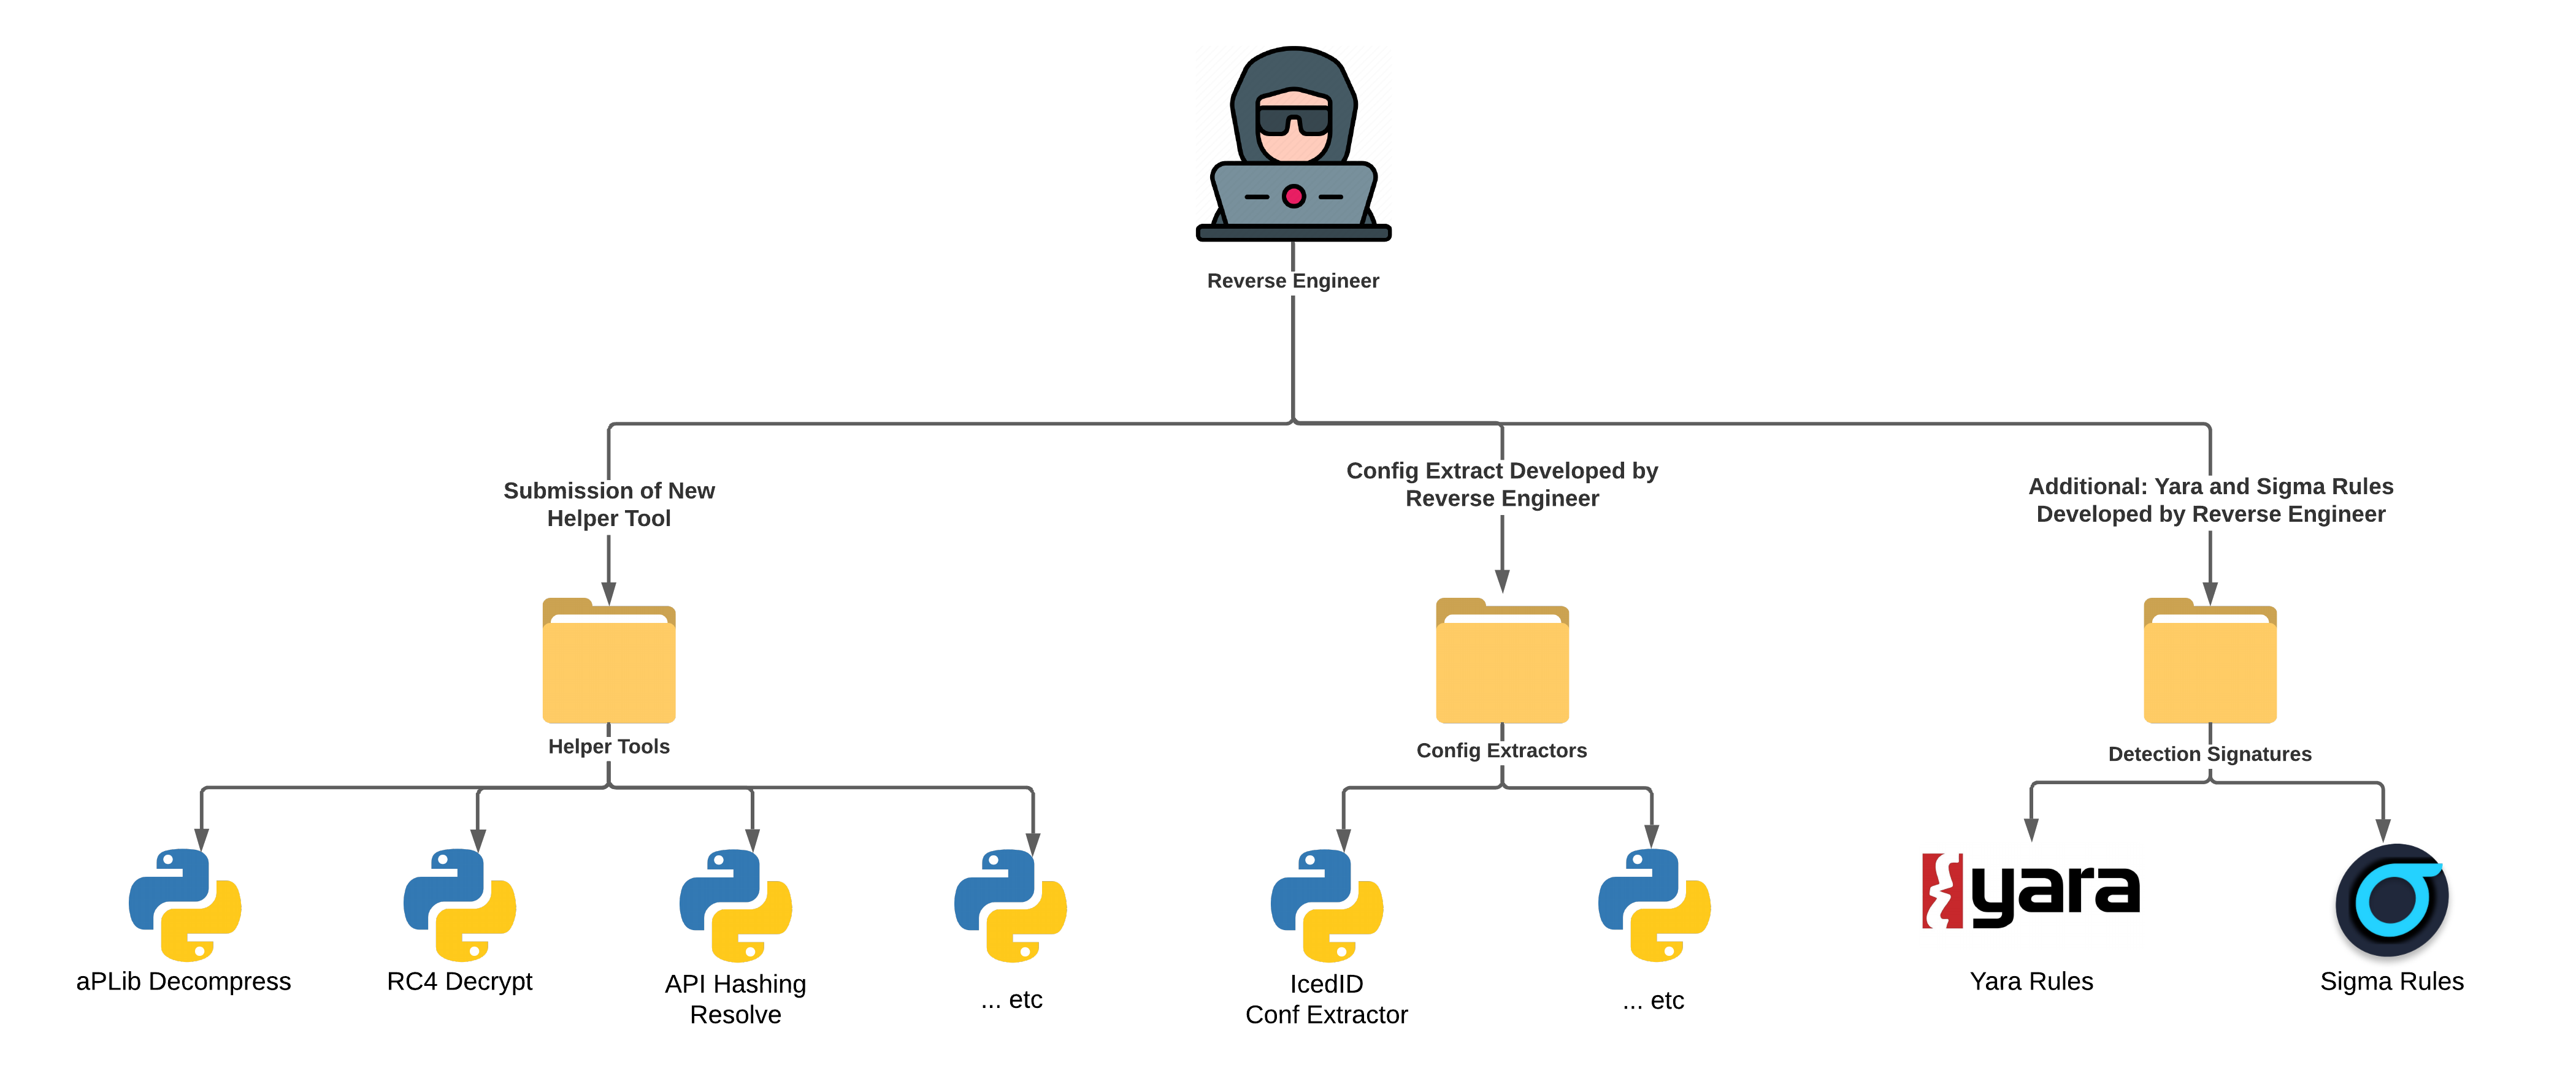 Reverse Engineer
Submission of New
Helper Tool
Config Extract Developed by
Reverse Engineer
Additional: Yara and Sigma Rules
Developed by Reverse Engineer
Helper Tools
Config Extractors
Detection Signatures
yara
aPLib Decompress
RC4 Decrypt
API Hashing
Resolve
... etc
IcedID
Conf Extractor
... etc
Yara Rules
Sigma Rules